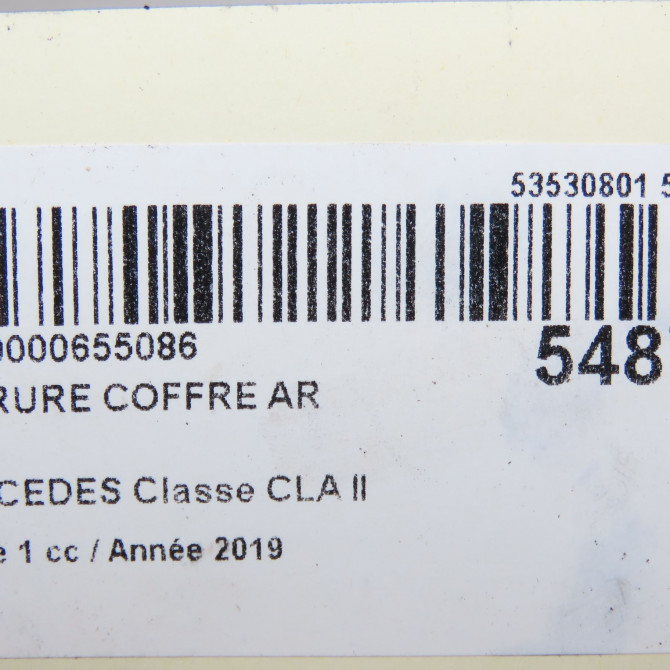 53530801 5
0000655086
548
RURE COFFRE AR
CEDES Classe CLA II
e 1 cc / Année 2019